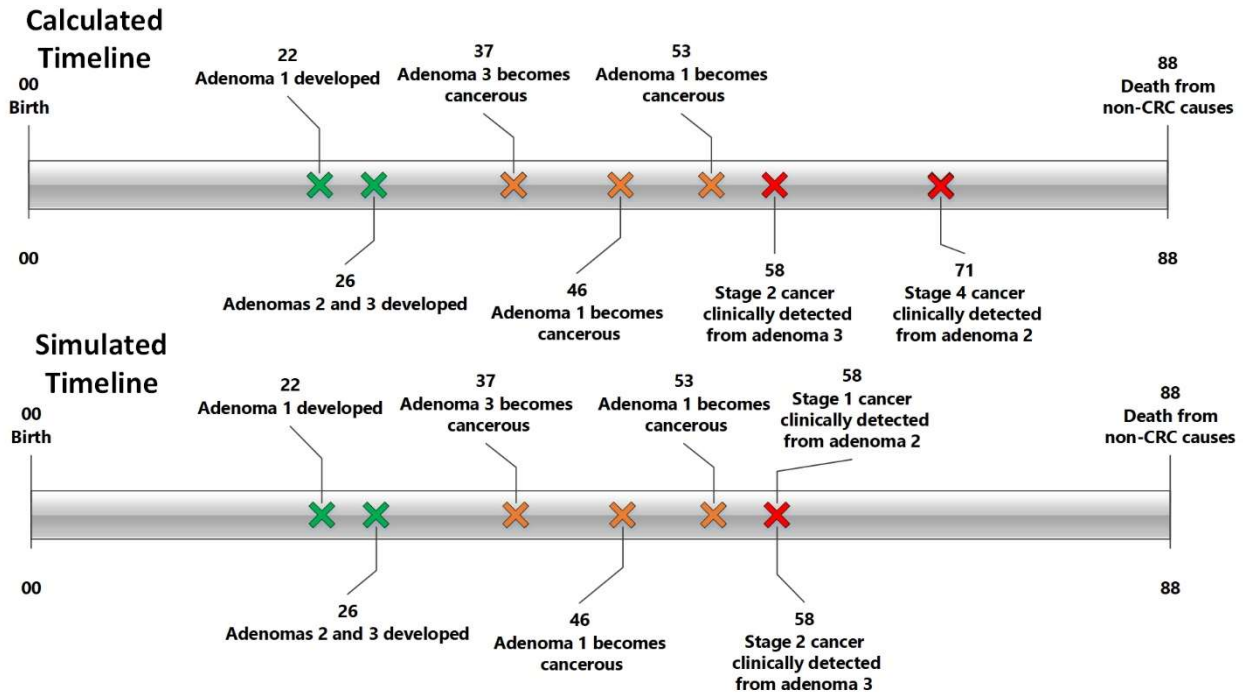 Calculated
Timeline
00
Birth
22
Adenoma 1 developed
37
Adenoma 3 becomes
cancerous
53
Adenoma 1 becomes
cancerous
88
Death from
non-CRC causes
00
26
Adenomas 2 and 3 developed
46
Adenoma 1 becomes
cancerous
58
Stage 2 cancer
clinically detected
from adenoma 3
71
Stage 4 cancer
clinically detected
from adenoma 2
88
Simulated
Timeline
00
Birth
22
Adenoma 1 developed
37
Adenoma 3 becomes
cancerous
53
Adenoma 1 becomes
cancerous
58
Stage 1 cancer
clinically detected
from adenoma 2
88
Death from
non-CRC causes
00
26
Adenomas 2 and 3 developed
46
Adenoma 1 becomes
cancerous
58
Stage 2 cancer
clinically detected
from adenoma 3
88